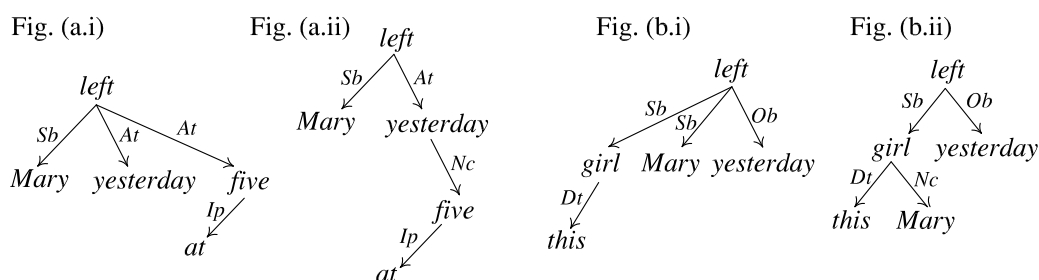 Fig. (a.i)
left
Sb At At
Mary yesterday five
Ip
at
Fig. (a.ii)
left
Sb At
Mary yesterday
Nc
five
Ip
at
Fig. (b.i)
left
Sb Sb Ob
girl Mary yesterday
Dt
this
Fig. (b.ii)
left
Sb Ob
girl yesterday
Dt Nc
this Mary